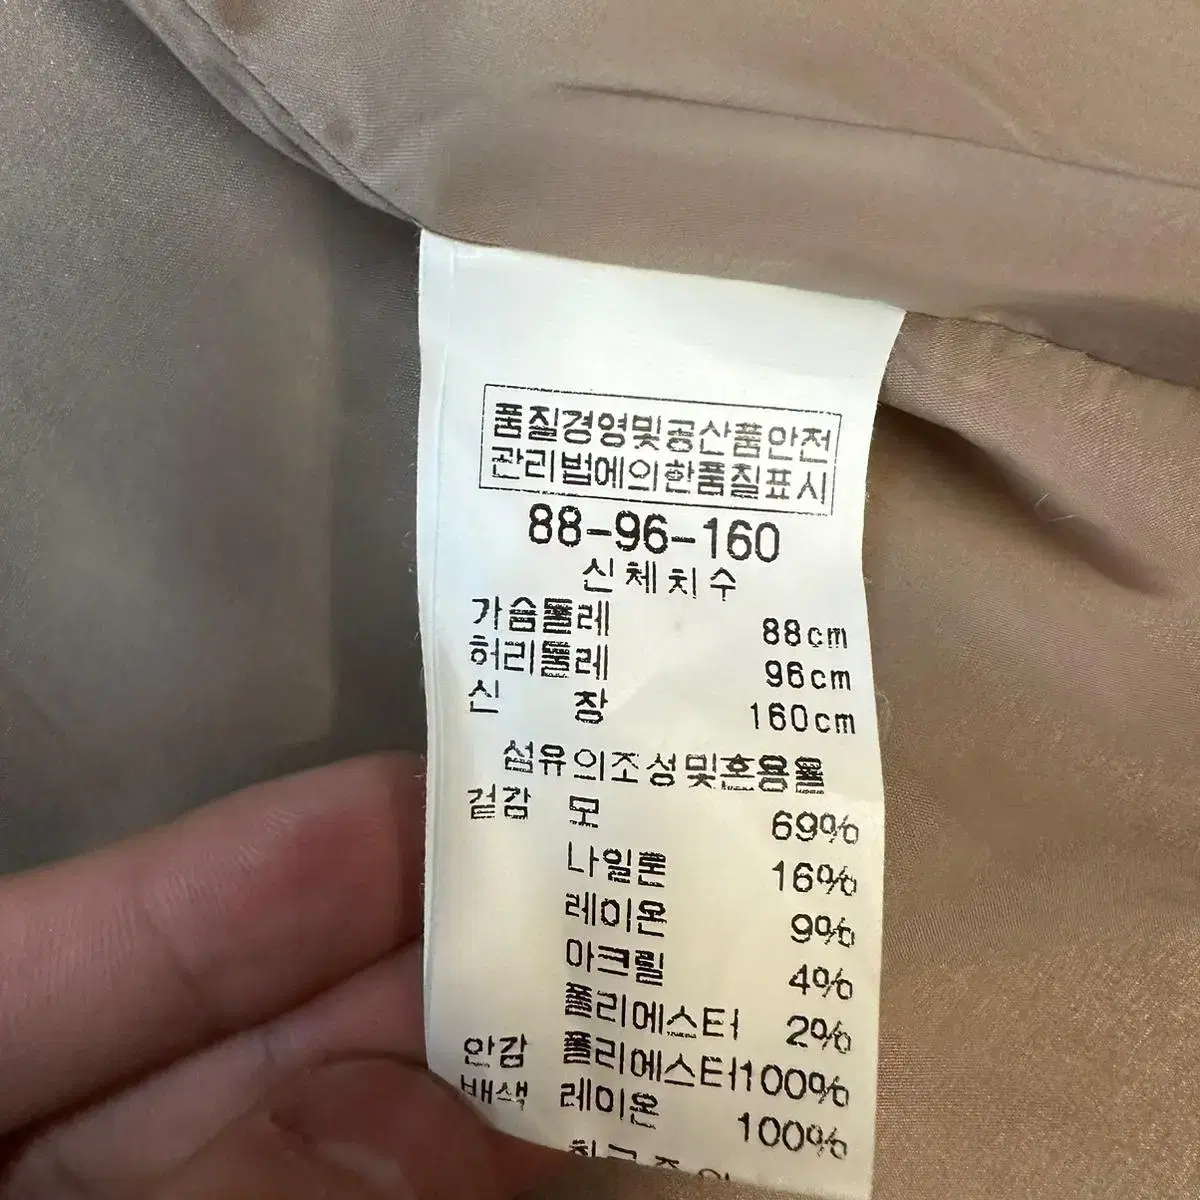 품질경영및공산품안전
관리법에의한품질표시
88-96-160
신체치수
가슴둘레 88cm
허리둘레 96cm
신 장 160cm
섬유의조성및혼용율
겉감 모 69%
나일론 16%
레이온 9%
아크릴 4%
폴리에스터 2%
안감 폴리에스터100%
배색 레이온 100%